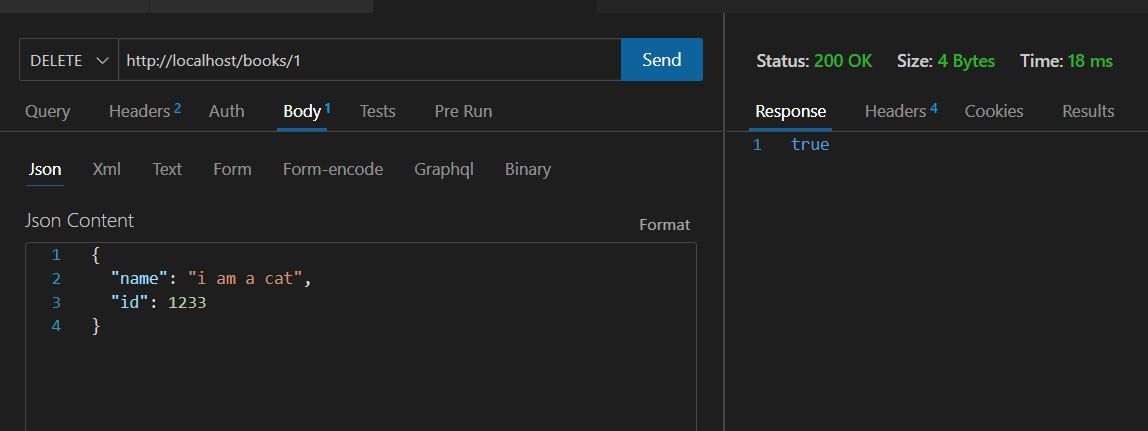 DELETE http://localhost/books/1 Send
Query Headers 2 Auth Body 1 Tests Pre Run
Json Xml Text Form Form-encode Graphql Binary
Json Content
Format
1 {
2 "name": "i am a cat",
3 "id": 1233
4 }
Status: 200 OK Size: 4 Bytes Time: 18 ms
Response Headers 4 Cookies Results
1 true